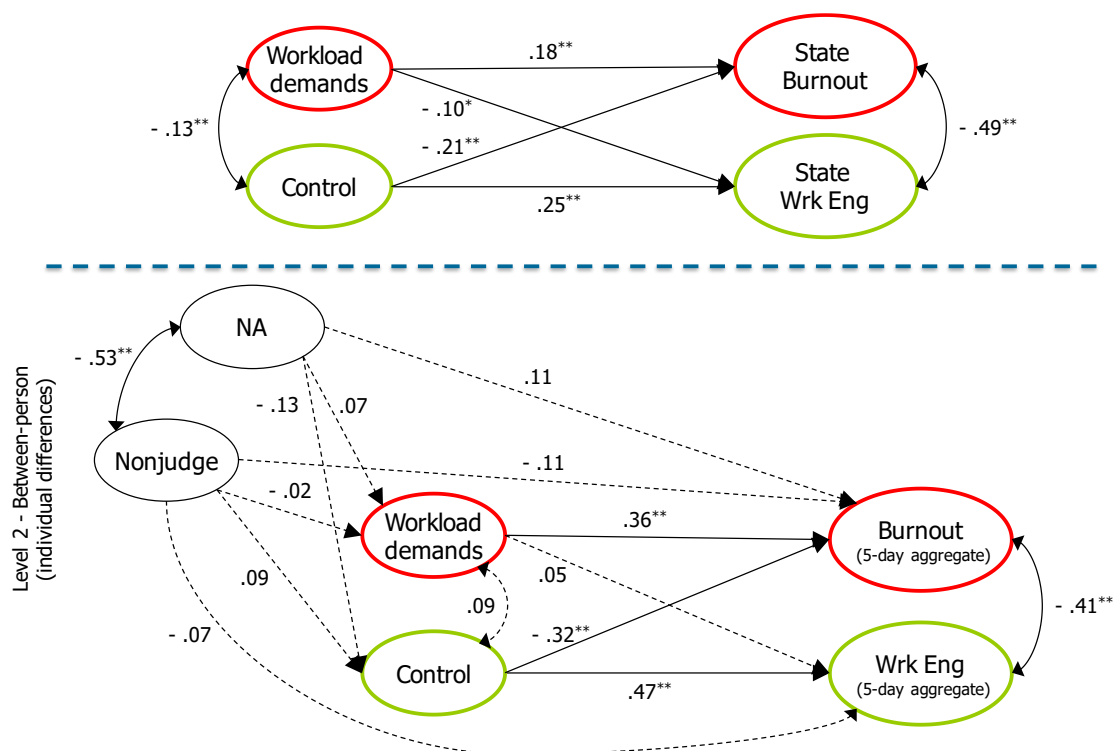 Workload
demands
.18**
State
Burnout
- .10*
- .13**
- .21**
- .49**
Control
.25**
State
Wrk Eng
Level 2 - Between-person
(individual differences)
NA
- .53**
.11
- .13
.07
Nonjudge
- .11
- .02
Workload
demands
.36**
Burnout
(5-day aggregate)
.09
.05
.09
- .07
- .32**
- .41**
Control
.47**
Wrk Eng
(5-day aggregate)